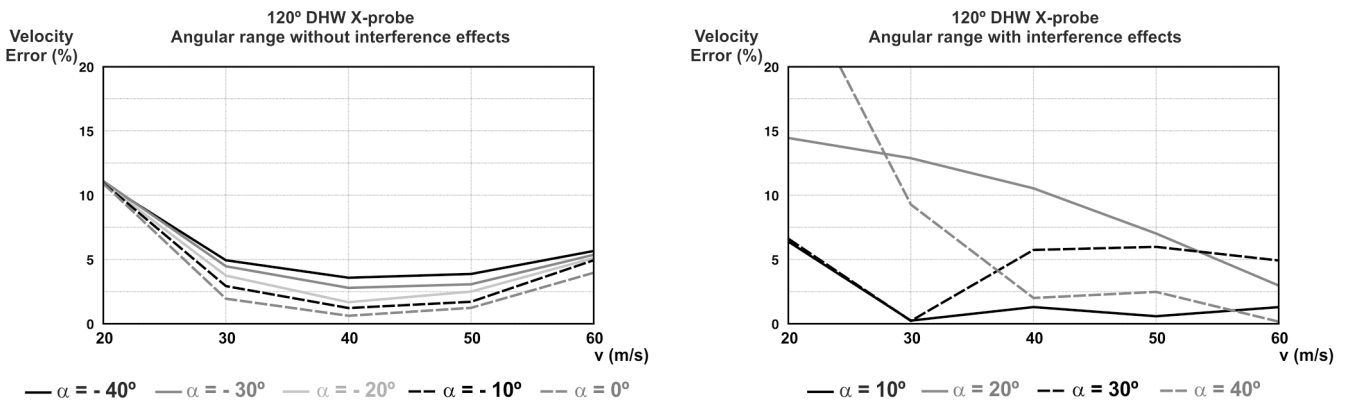 120º DHW X-probe
Angular range without interference effects
Velocity
Error (%)
20
15
10
5
0
20 30 40 50 60
v (m/s)
α = - 40º α = - 30º α = - 20º α = - 10º α = 0º
120º DHW X-probe
Angular range with interference effects
Velocity
Error (%)
20
15
10
5
0
20 30 40 50 60
v (m/s)
α = 10º α = 20º α = 30º α = 40º